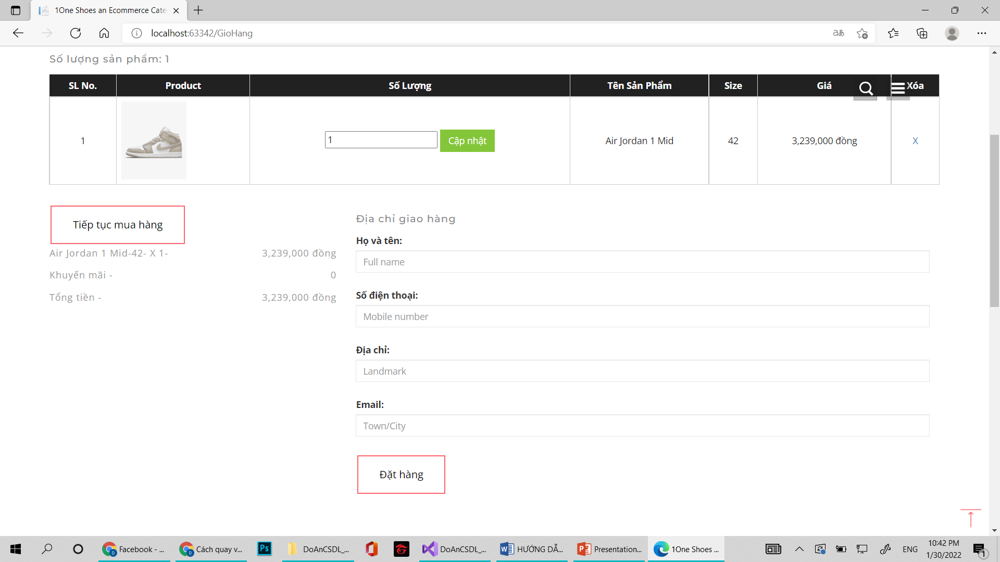 1One Shoes an Ecommerce Cate
localhost:63342/GioHang
Số lượng sản phẩm: 1
SL No. Product Số Lượng Tên Sản Phẩm Size Giá Xóa
1 1 Cập nhật Air Jordan 1 Mid 42 3,239,000 đồng X
Tiếp tục mua hàng
Air Jordan 1 Mid-42- X 1- 3,239,000 đồng
Khuyến mãi - 0
Tổng tiền - 3,239,000 đồng
Địa chỉ giao hàng
Họ và tên:
Full name
Số điện thoại:
Mobile number
Địa chỉ:
Landmark
Email:
Town/City
Đặt hàng
Facebook - ... Cách quay v... Ps DoAnCSDL_... DoAnCSDL_... HƯỚNG DẪ... Presentation... 1One Shoes ... ENG
10:42 PM
1/30/2022
1